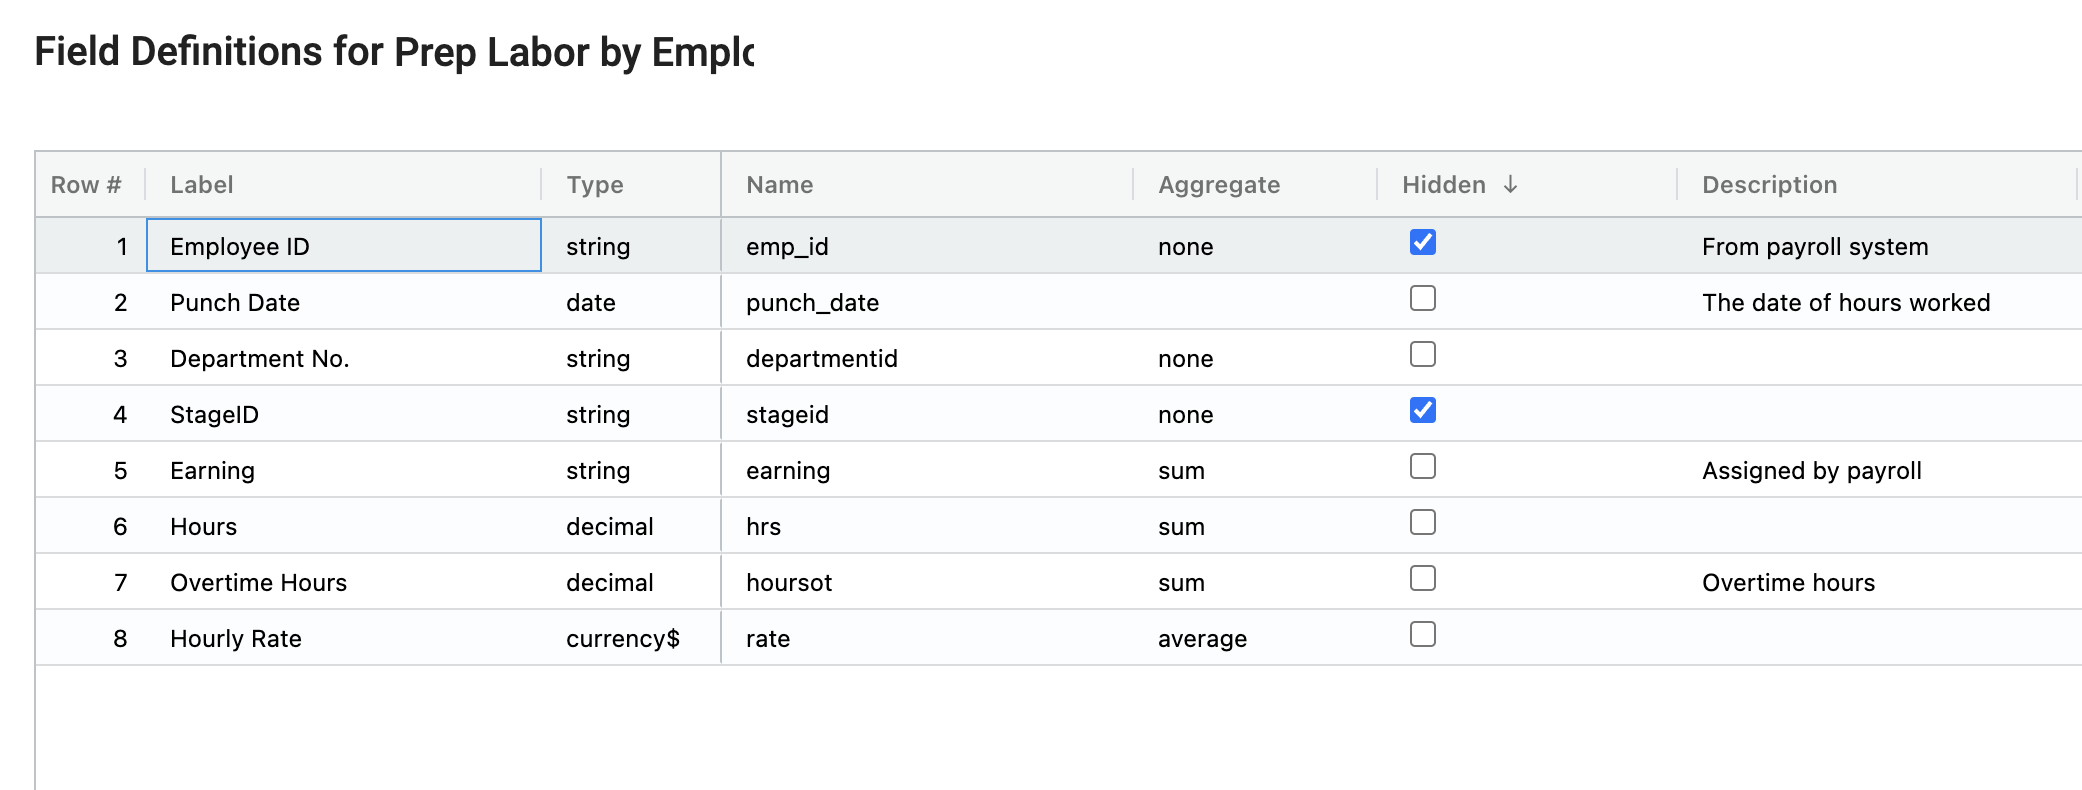 Field Definitions for Prep Labor by
Row # Label Type Name Aggregate Hidden ↓ Description
1 Employee ID string emp_id none From payroll system
2 Punch Date date punch_date The date of hours worked
3 Department No. string departmentid none
4 StageID string stageid none
5 Earning string earning sum Assigned by payroll
6 Hours decimal hrs sum
7 Overtime Hours decimal hoursot sum Overtime hours
8 Hourly Rate currency$ rate average